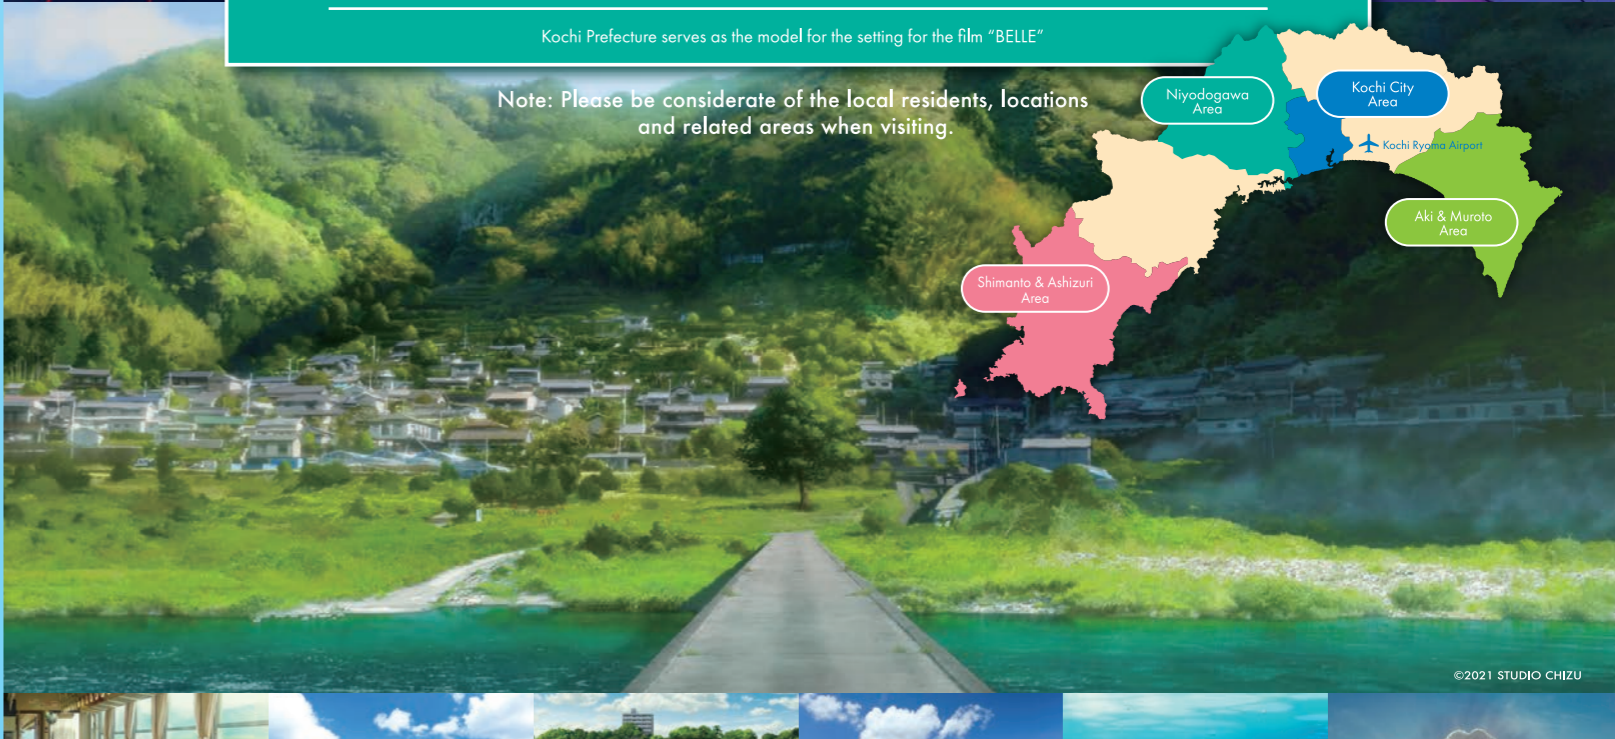 Kochi Prefecture serves as the model for the setting for the film “BELLE”
Note: Please be considerate of the local residents, locations
and related areas when visiting.
Niyodogawa
Area
Kochi City
Area
Kochi Ryoma Airport
Aki & Muroto
Area
Shimanto & Ashizuri
Area
©2021 STUDIO CHIZU